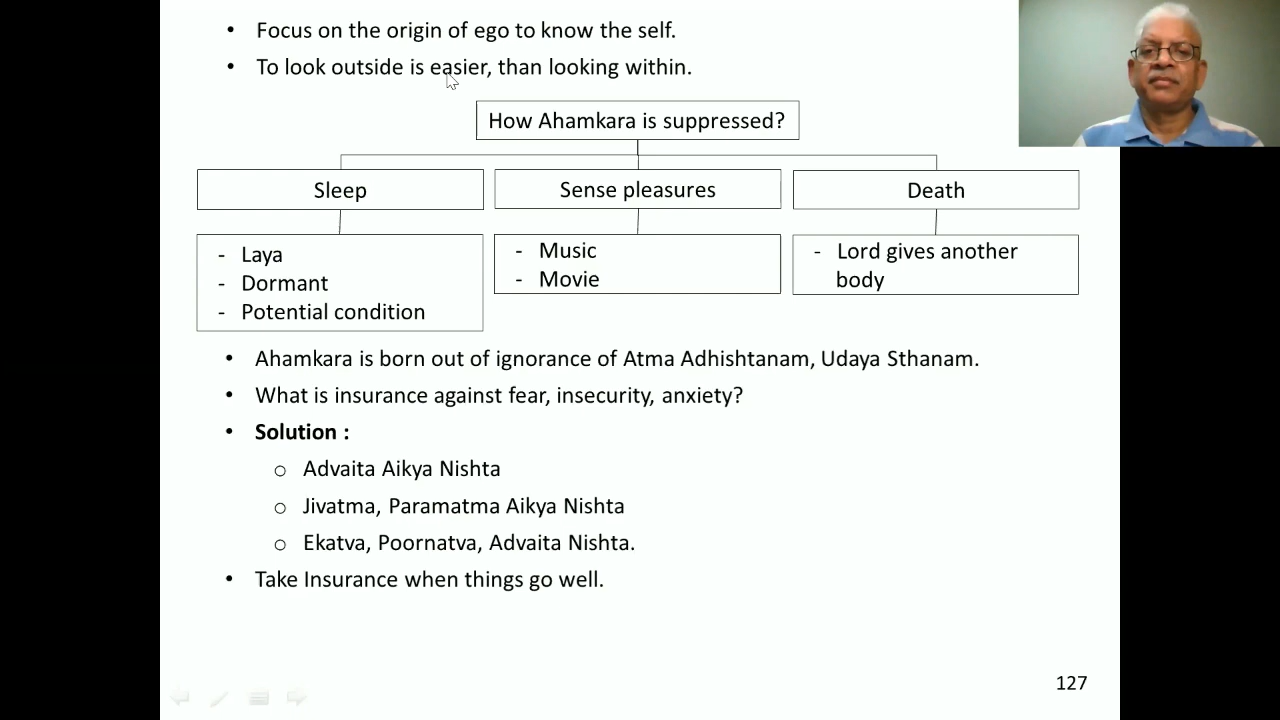 • Focus on the origin of ego to know the self.
• To look outside is easier, than looking within.
How Ahamkara is suppressed?
Sleep
Sense pleasures
Death
- Laya
- Dormant
- Potential condition
- Music
- Movie
- Lord gives another
body
• Ahamkara is born out of ignorance of Atma Adhishtanam, Udaya Sthanam.
• What is insurance against fear, insecurity, anxiety?
• Solution :
o Advaita Aikya Nishta
o Jivatma, Paramatma Aikya Nishta
o Ekatva, Poornatva, Advaita Nishta.
• Take Insurance when things go well.
127